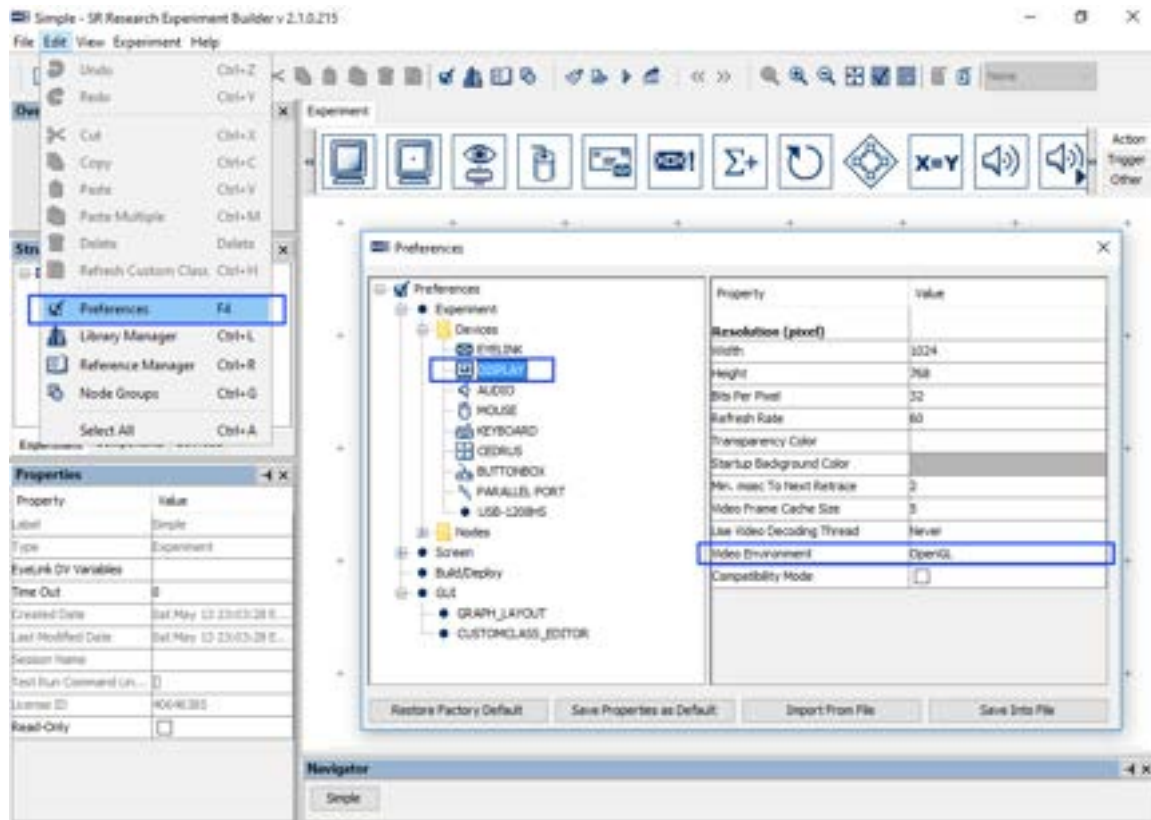 Simple - SR Research Experiment Builder v 2.1.0.215
File Edit View Experiment Help
Undo Ctrl+Z
Redo Ctrl+Y
Cut Ctrl+X
Copy Ctrl+C
Paste Ctrl+V
Paste Multiple Ctrl+M
Delete Delete
Refresh Custom Class Ctrl+H
Preferences F4
Library Manager Ctrl+L
Reference Manager Ctrl+R
Node Groups Ctrl+G
Select All Ctrl+A
None
Experiment
X=Y
Action
Trigger
Other
Properties
Property Value
Label Simple
Type Experiment
EyeLink DV Variables
Time Out 0
Created Date
Last Modified Date
Session Name
Test Run Command Lin... []
License ID
Read-Only
Preferences
Preferences
Experiment
Devices
EYELINK
DISPLAY
AUDIO
MOUSE
KEYBOARD
CEDRUS
BUTTONBOX
PARALLEL PORT
USB-1208HS
Nodes
Screen
Build/Deploy
GUI
GRAPH_LAYOUT
CUSTOMCLASS_EDITOR
Property Value
Resolution (pixel)
Width 1024
Height 768
Bits Per Pixel 32
Refresh Rate 60
Transparency Color
Startup Background Color
Min. msec To Next Retrace 2
Video Frame Cache Size 5
Use Video Decoding Thread Never
Video Environment OpenGL
Compatibility Mode
Restore Factory Default Save Properties as Default Import From File Save Into File
Navigator
Simple